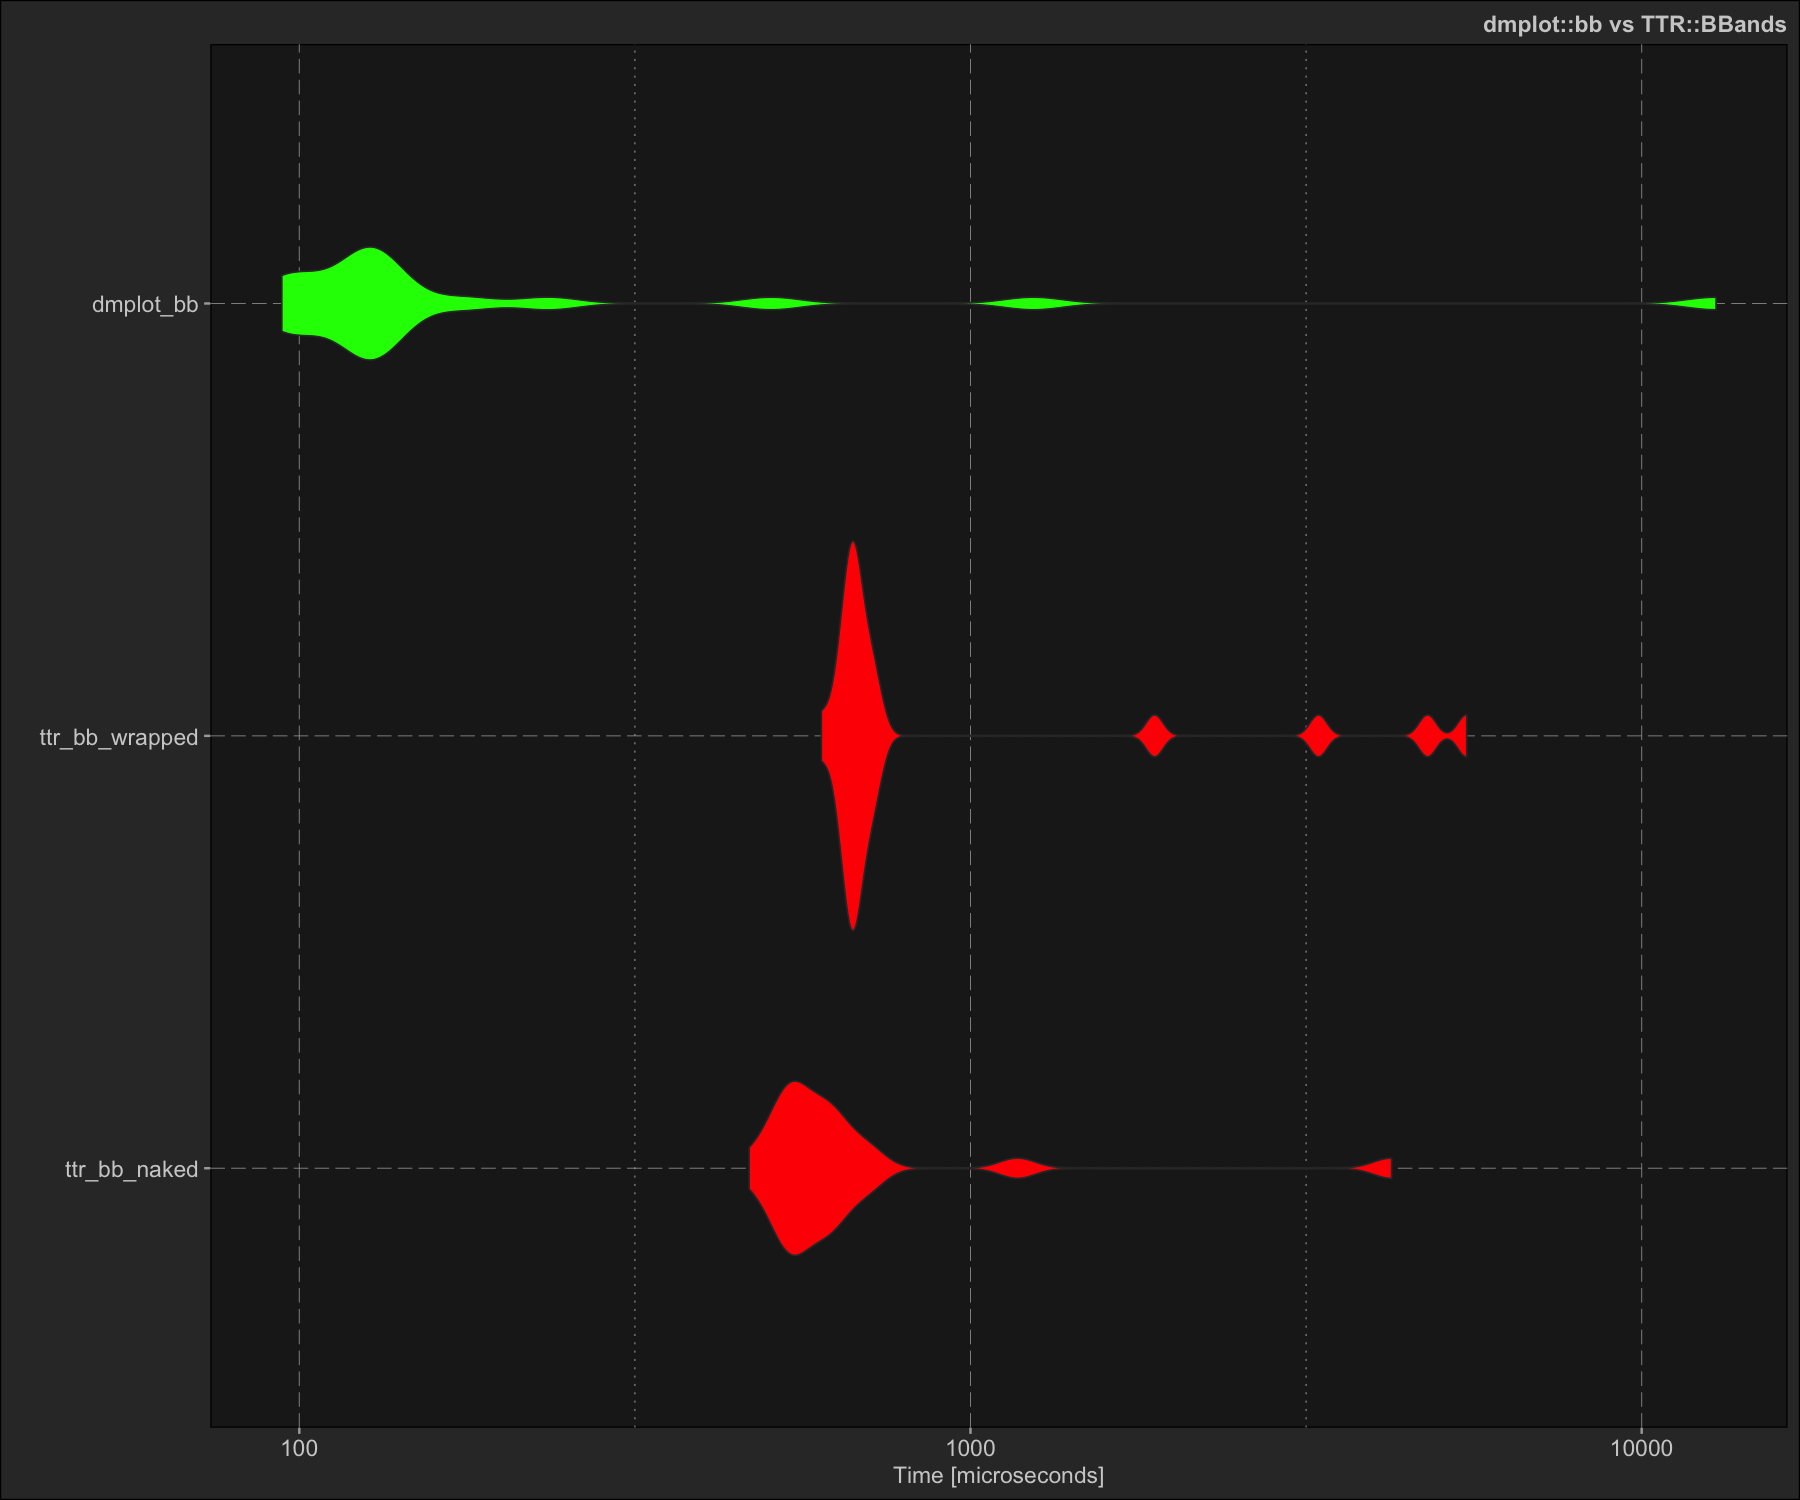 dmplot::bb vs TTR::BBands
dmplot_bb
ttr_bb_wrapped
ttr_bb_naked
100
1000
10000
Time [microseconds]